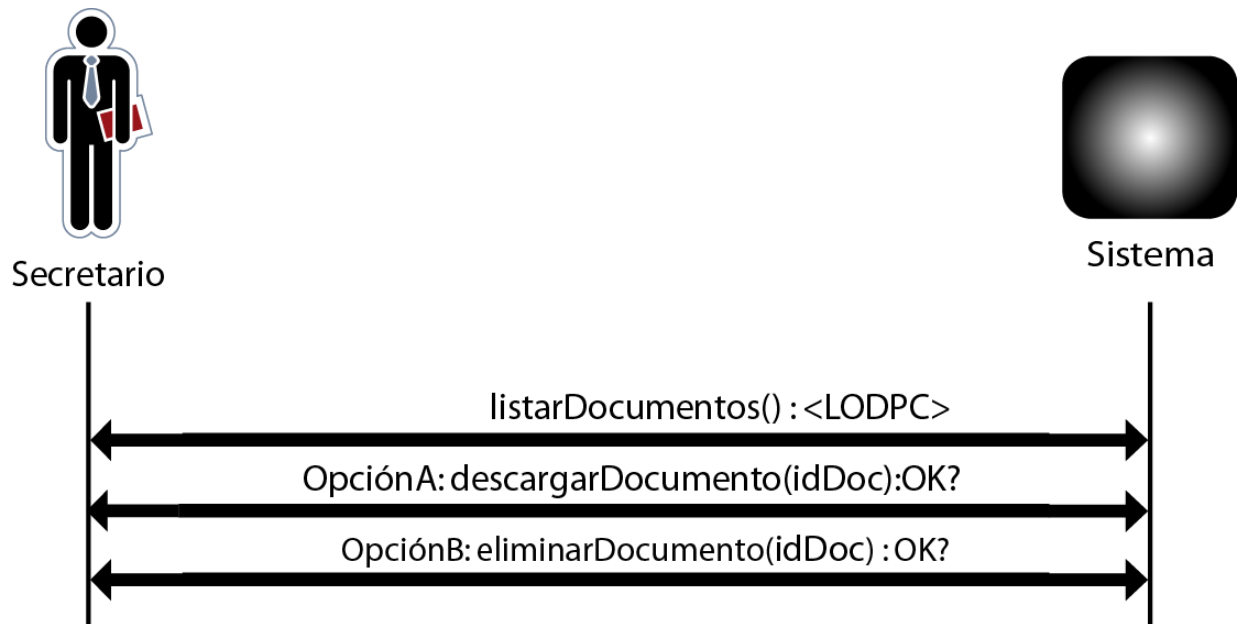 Secretario
Sistema
listarDocumentos() : <LODPC>
OpciónA: descargarDocumento(idDoc):OK?
OpciónB: eliminarDocumento(idDoc) : OK?